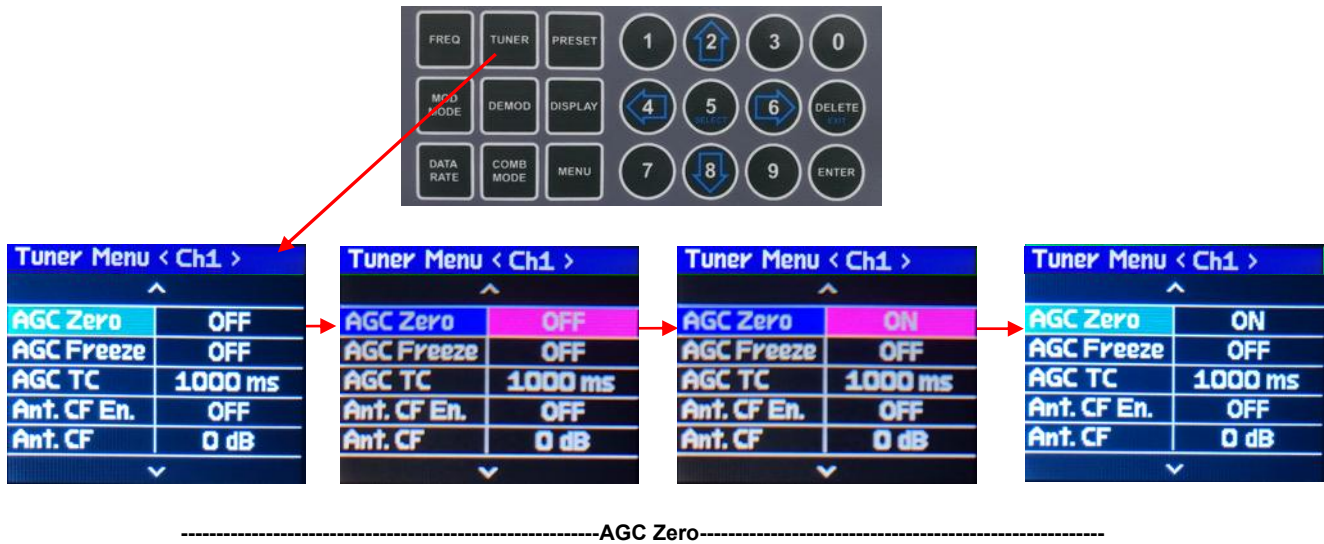 FREQ TUNER PRESET 1 2 3 0
MOD MODE DEMOD DISPLAY 4 5 SELECT 6 DELETE EXIT
DATA RATE COMB MODE MENU 7 8 9 ENTER
Tuner Menu < Ch1 >
AGC Zero OFF
AGC Freeze OFF
AGC TC 1000 ms
Ant. CF En. OFF
Ant. CF 0 dB
Tuner Menu < Ch1 >
AGC Zero OFF
AGC Freeze OFF
AGC TC 1000 ms
Ant. CF En. OFF
Ant. CF 0 dB
Tuner Menu < Ch1 >
AGC Zero ON
AGC Freeze OFF
AGC TC 1000 ms
Ant. CF En. OFF
Ant. CF 0 dB
Tuner Menu < Ch1 >
AGC Zero ON
AGC Freeze OFF
AGC TC 1000 ms
Ant. CF En. OFF
Ant. CF 0 dB
-----------------------------------------------------------AGC Zero---------------------------------------------------------